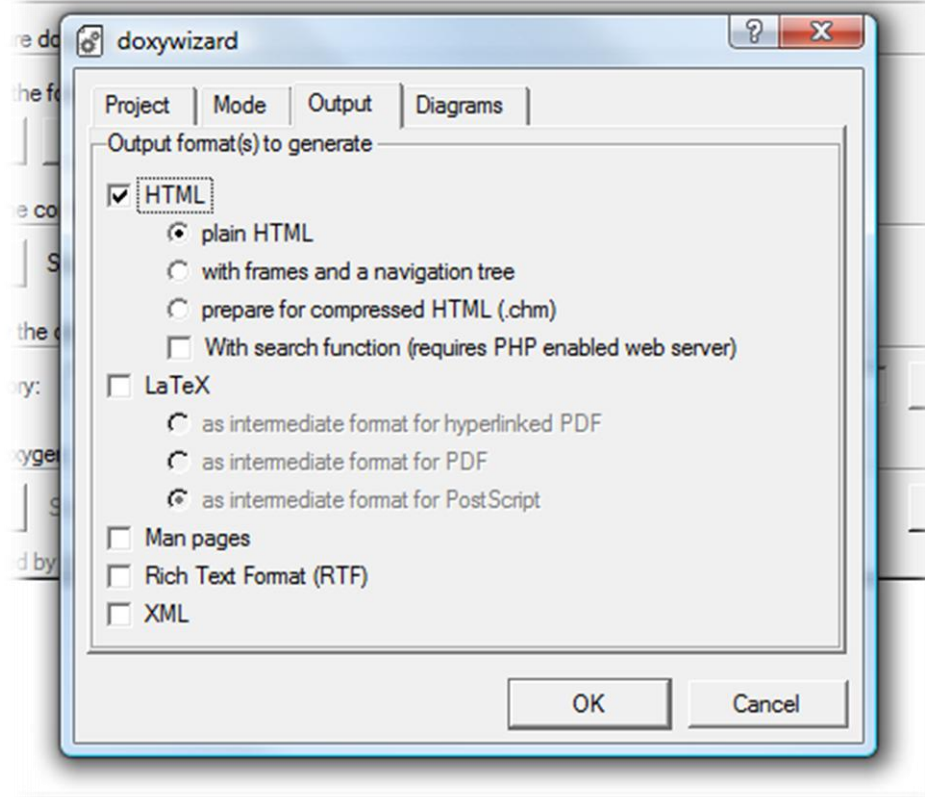 doxywizard
Project Mode Output Diagrams
Output format(s) to generate
HTML
plain HTML
with frames and a navigation tree
prepare for compressed HTML (.chm)
With search function (requires PHP enabled web server)
LaTeX
as intermediate format for hyperlinked PDF
as intermediate format for PDF
as intermediate format for PostScript
Man pages
Rich Text Format (RTF)
XML
OK Cancel
the
d by